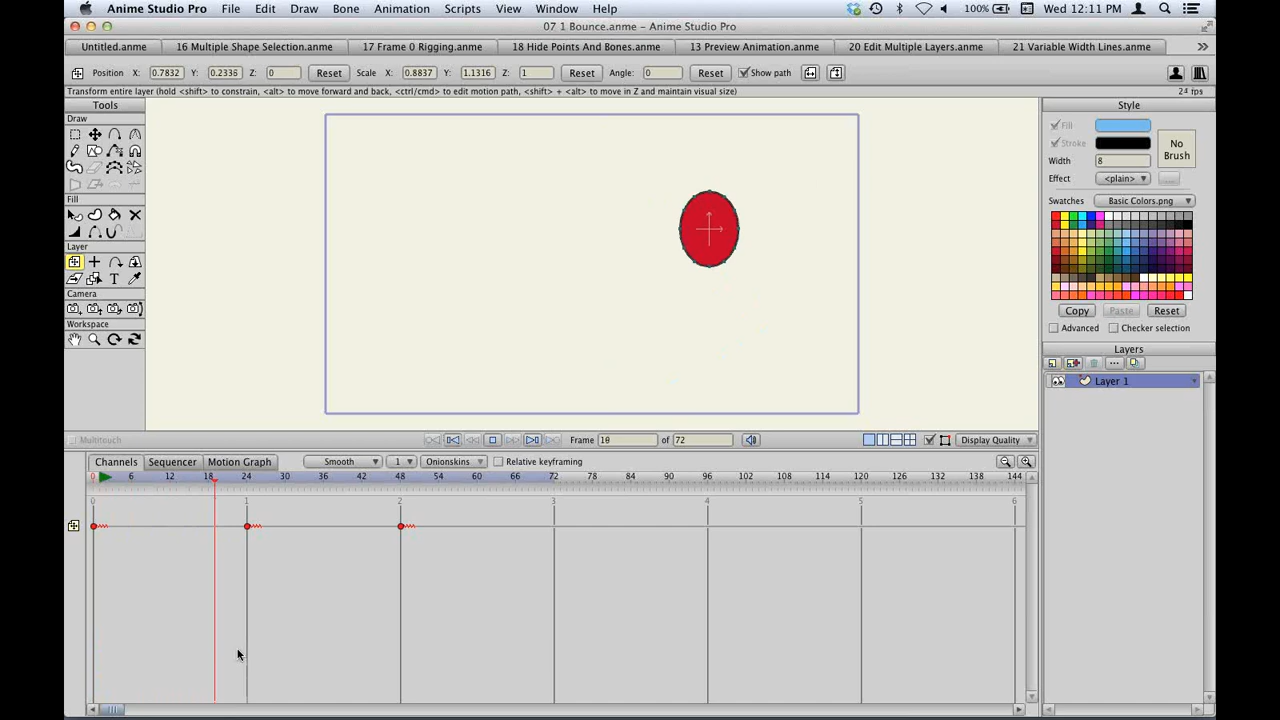 Anime Studio Pro File Edit Draw Bone Animation Scripts View Window Help 100% Wed 12:11 PM
07 1 Bounce.anme – Anime Studio Pro
Untitled.anme 16 Multiple Shape Selection.anme 17 Frame 0 Rigging.anme 18 Hide Points And Bones.anme 13 Preview Animation.anme 20 Edit Multiple Layers.anme 21 Variable Width Lines.anme »
Position X: 0.7832 Y: 0.2336 Z: 0 Reset Scale X: 0.8837 Y: 1.1316 Z: 1 Reset Angle: 0 Reset Show path
Transform entire layer (hold <shift> to constrain, <alt> to move forward and back, <ctrl/cmd> to edit motion path, <shift> + <alt> to move in Z and maintain visual size) 24 fps
Tools
Draw
Fill
Layer
T
Camera
Workspace
Style
Fill
Stroke
No
Brush
Width 8
Effect <plain> ...
Swatches Basic Colors.png
Copy Paste Reset
Advanced Checker selection
Layers
Layer 1
Multitouch Frame 19 of 72 Display Quality
Channels Sequencer Motion Graph Smooth 1 Onionskins Relative keyframing
0 6 12 18 24 30 36 42 48 54 60 66 72 78 84 90 96 102 108 114 120 126 132 138 144
0 1 2 3 4 5 6